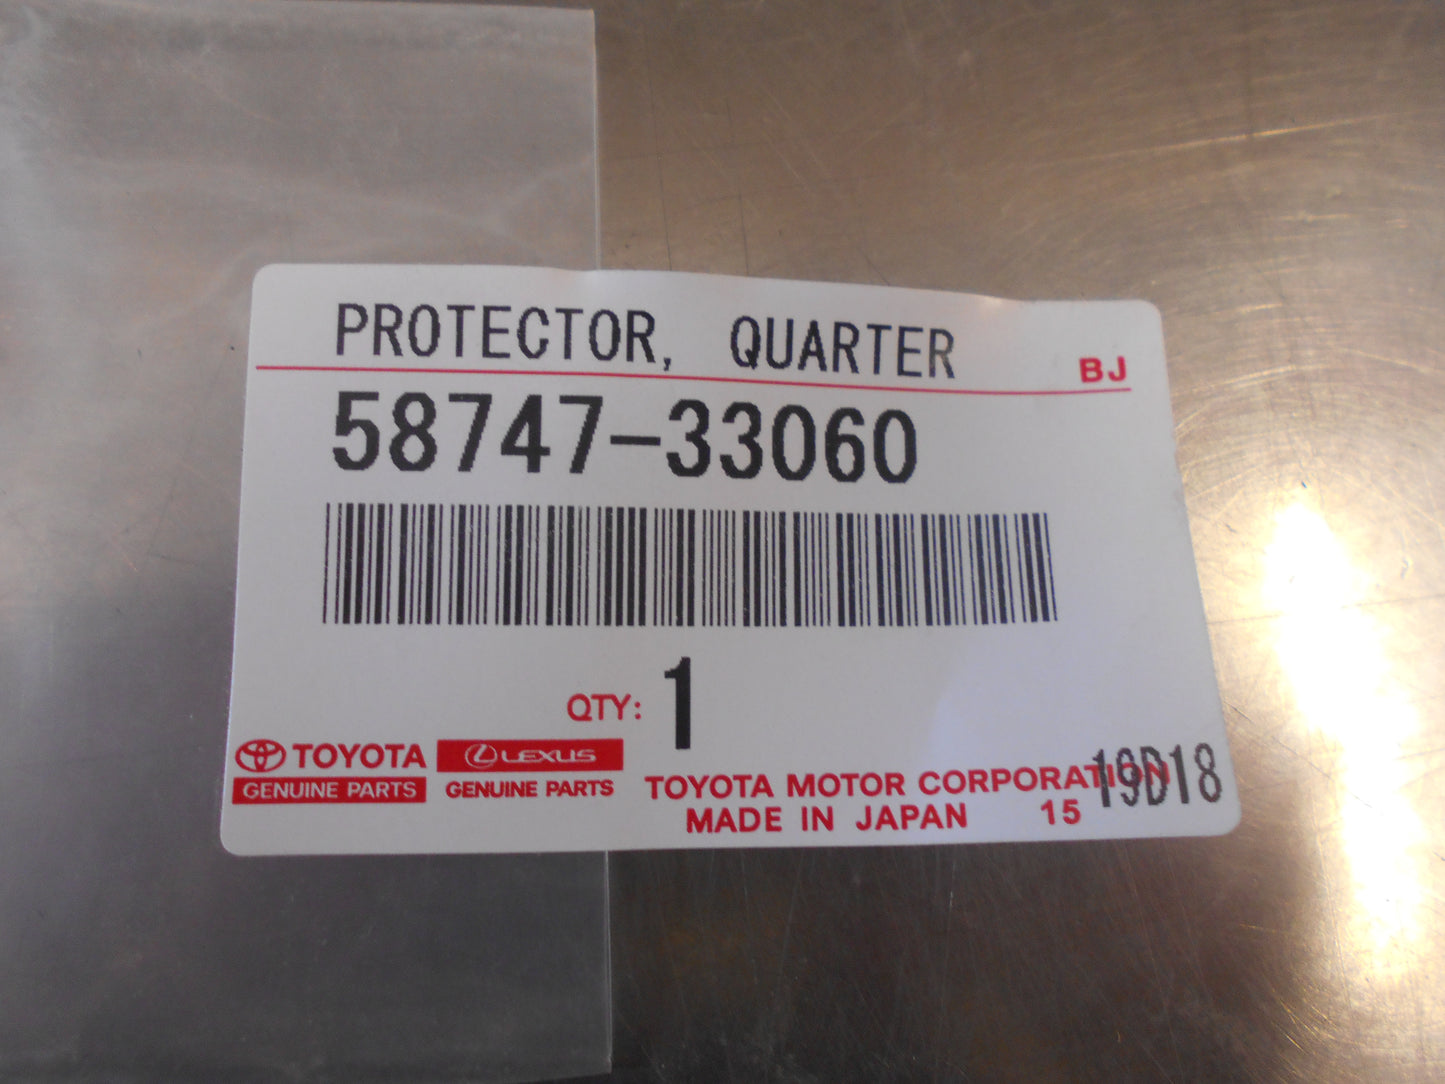 PROTECTOR, QUARTER
BJ
58747-33060
QTY: 1
TOYOTA
GENUINE PARTS
LEXUS
GENUINE PARTS
TOYOTA MOTOR CORPORATION
19D18
MADE IN JAPAN 15